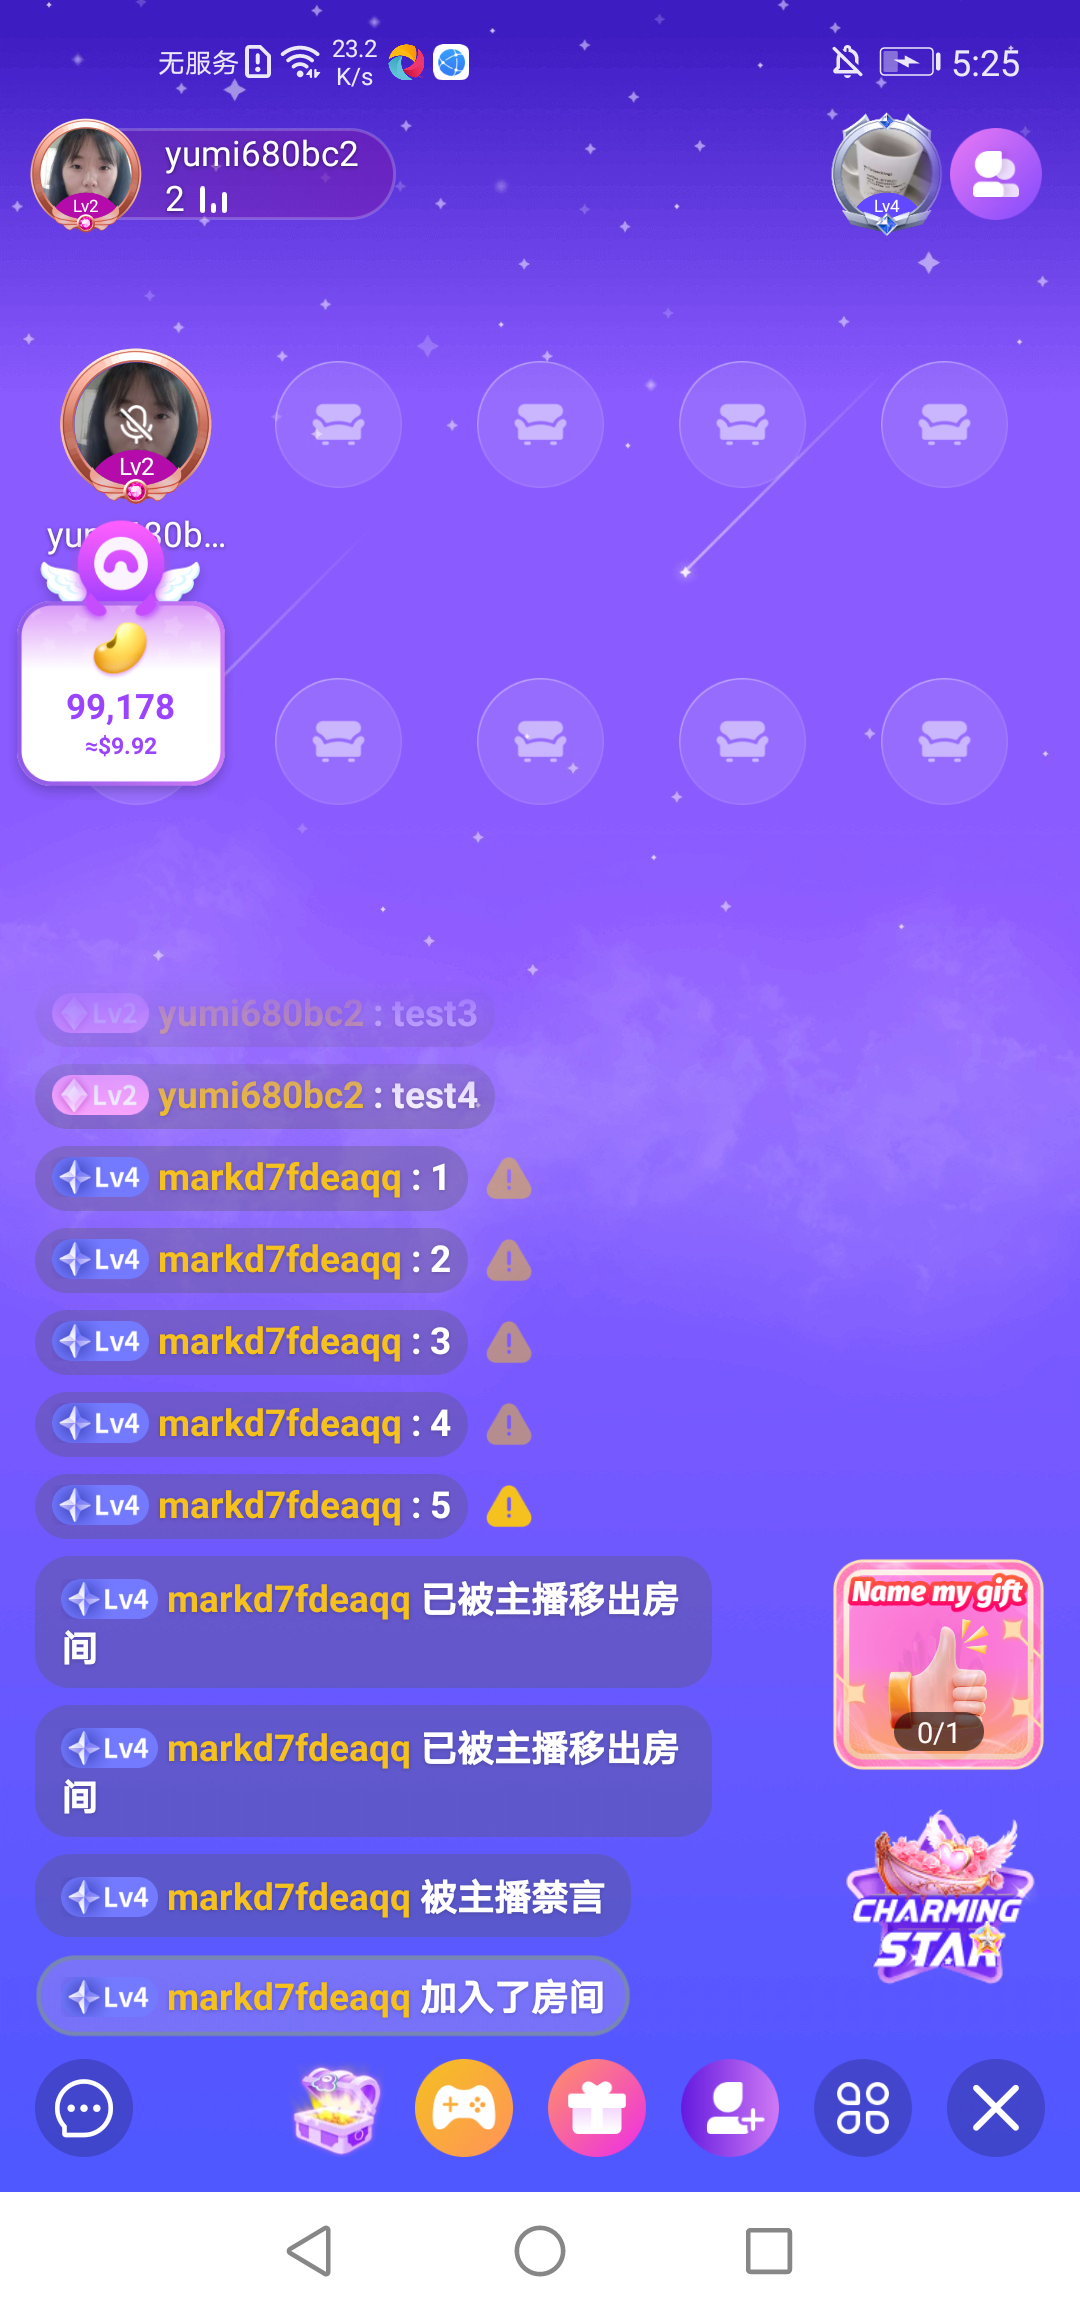 无服务 23.2 K/s 5:25
yumi680bc2
2
Lv2
Lv4
Lv2
yumi680b...
99,178
≈$9.92
Lv2 yumi680bc2 : test3
Lv2 yumi680bc2 : test4
Lv4 markd7fdeaqq : 1
Lv4 markd7fdeaqq : 2
Lv4 markd7fdeaqq : 3
Lv4 markd7fdeaqq : 4
Lv4 markd7fdeaqq : 5
Lv4 markd7fdeaqq 已被主播移出房
间
Name my gift
0/1
Lv4 markd7fdeaqq 已被主播移出房
间
Lv4 markd7fdeaqq 被主播禁言
CHARMING
STAR
Lv4 markd7fdeaqq 加入了房间